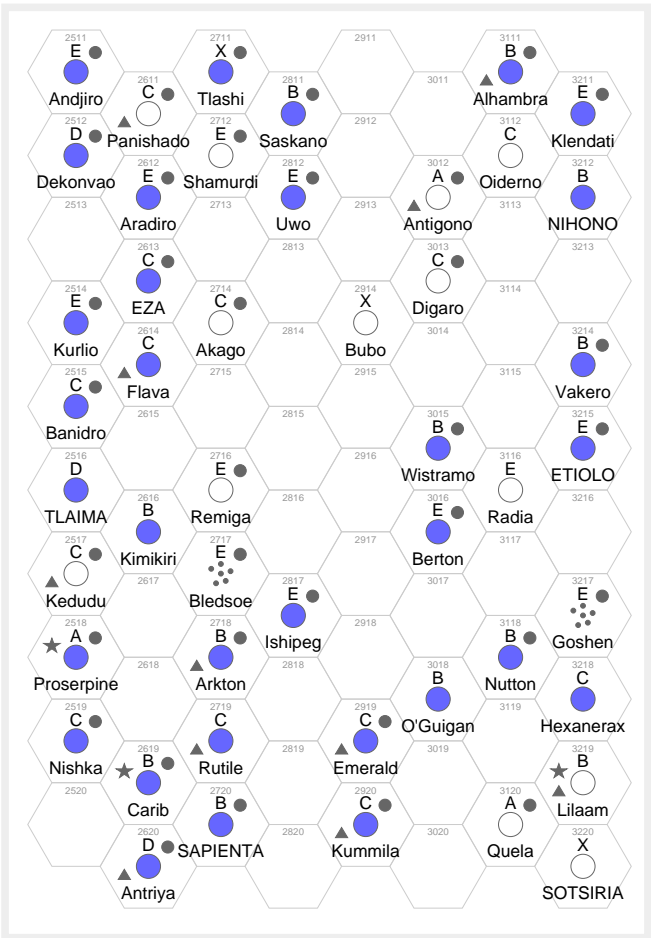 2511
E
Andjiro
2611
C
Panishado
2711
X
Tlashi
2811
B
Saskano
2911
3011
3111
B
Alhambra
3211
E
Klendati
2512
D
Dekonvao
2612
E
Aradiro
2712
E
Shamurdi
2812
E
Uwo
2912
3012
A
Antigono
3112
C
Oiderno
3212
B
NIHONO
2513
2613
C
EZA
2713
2813
2913
3013
C
Digaro
3113
3213
2514
E
Kurlio
2614
C
Flava
2714
C
Akago
2814
2914
X
Bubo
3014
3114
3214
B
Vakero
2515
C
Banidro
2615
2715
2815
2915
3015
B
Wistramo
3115
3215
E
ETIOLO
2516
D
TLAIMA
2616
B
Kimikiri
2716
E
Remiga
2816
2916
3016
E
Berton
3116
E
Radia
3216
2517
C
Kedudu
2617
2717
E
Bledsoe
2817
E
Ishipeg
2917
3017
3117
3217
E
Goshen
2518
A
Proserpine
2618
2718
B
Arkton
2818
2918
3018
B
O'Guigan
3118
B
Nutton
3218
C
Hexanerax
2519
C
Nishka
2619
B
Carib
2719
C
Rutile
2819
2919
C
Emerald
3019
3119
3219
B
Lilaam
2520
2620
D
Antriya
2720
B
SAPIENTA
2820
2920
C
Kummila
3020
3120
A
Quela
3220
X
SOTSIRIA